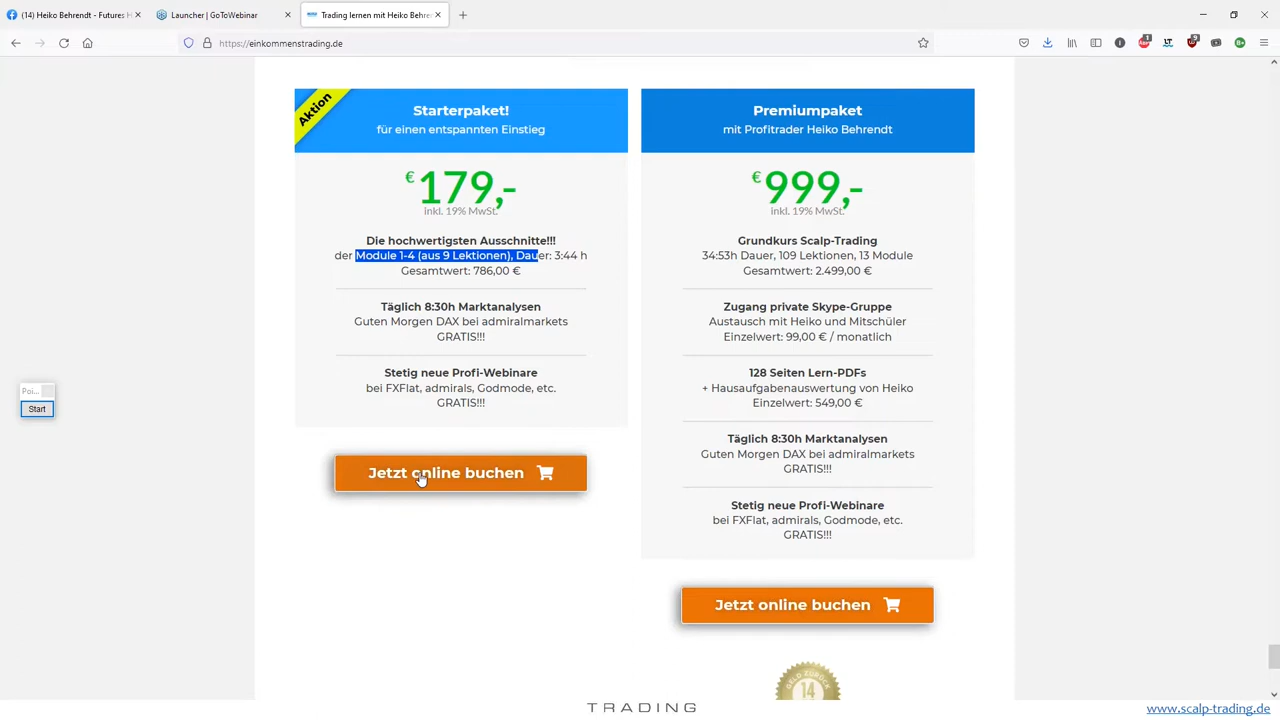 (14) Heiko Behrendt - Futures H
Launcher | GoToWebinar
Trading lernen mit Heiko Behren
https://einkommenstrading.de
Aktion
Starterpaket!
für einen entspannten Einstieg
€ 179,-
inkl. 19% MwSt.
Die hochwertigsten Ausschnitte!!!
der Module 1-4 (aus 9 Lektionen), Dauer: 3:44 h
Gesamtwert: 786,00 €
Täglich 8:30h Marktanalysen
Guten Morgen DAX bei admiralmarkets
GRATIS!!!
Stetig neue Profi-Webinare
bei FXFlat, admirals, Godmode, etc.
GRATIS!!!
Jetzt online buchen
Premiumpaket
mit Profitrader Heiko Behrendt
€ 999,-
inkl. 19% MwSt.
Grundkurs Scalp-Trading
34:53h Dauer, 109 Lektionen, 13 Module
Gesamtwert: 2.499,00 €
Zugang private Skype-Gruppe
Austausch mit Heiko und Mitschüler
Einzelwert: 99,00 € / monatlich
128 Seiten Lern-PDFs
+ Hausaufgabenauswertung von Heiko
Einzelwert: 549,00 €
Täglich 8:30h Marktanalysen
Guten Morgen DAX bei admiralmarkets
GRATIS!!!
Stetig neue Profi-Webinare
bei FXFlat, admirals, Godmode, etc.
GRATIS!!!
Jetzt online buchen
GELD ZURÜCK
14
Poi...
Start
TRADING
www.scalp-trading.de